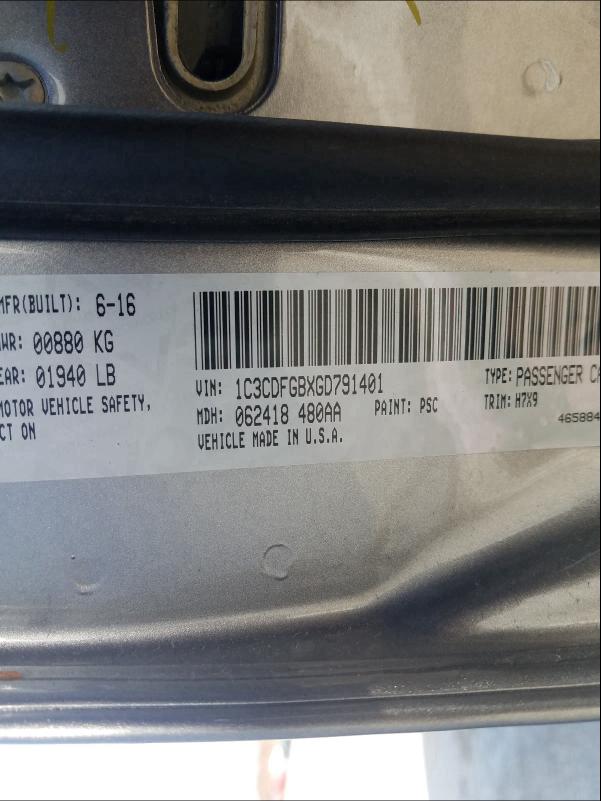 MFR(BUILT): 6-16
WR: 00880 KG
EAR: 01940 LB
MOTOR VEHICLE SAFETY,
CT ON
VIN: 1C3CDFGBXGD791401
TYPE: PASSENGER CA
MDH: 062418 480AA
PAINT: PSC
TRIM: H7X9
VEHICLE MADE IN U.S.A.
465884